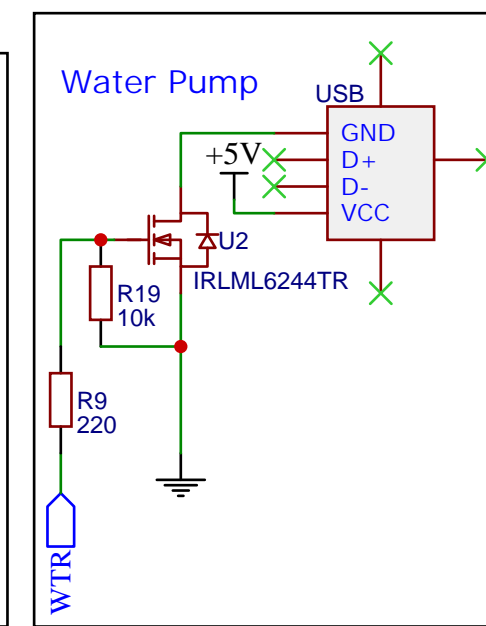 Water Pump
USB
GND
D+
D-
VCC
+5V
U2
IRLML6244TR
R19
10k
R9
220
WTR